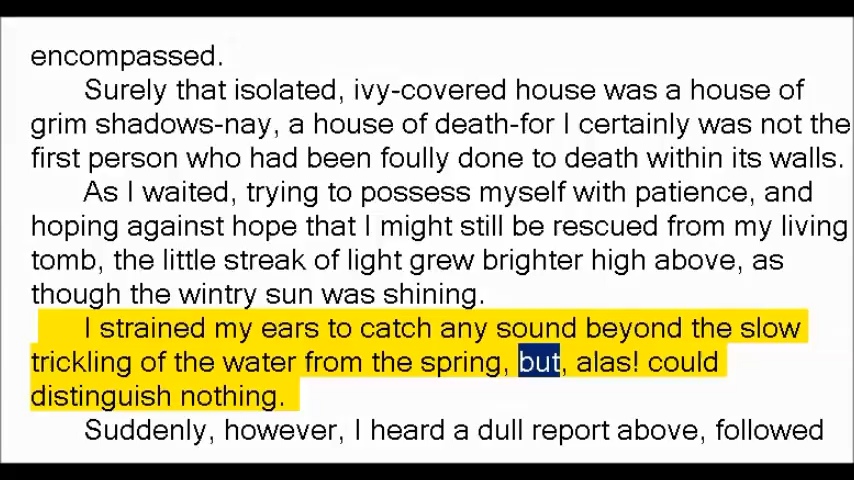 encompassed.
Surely that isolated, ivy-covered house was a house of
grim shadows-nay, a house of death-for I certainly was not the
first person who had been foully done to death within its walls.
As I waited, trying to possess myself with patience, and
hoping against hope that I might still be rescued from my living
tomb, the little streak of light grew brighter high above, as
though the wintry sun was shining.
I strained my ears to catch any sound beyond the slow
trickling of the water from the spring, but, alas! could
distinguish nothing.
Suddenly, however, I heard a dull report above, followed